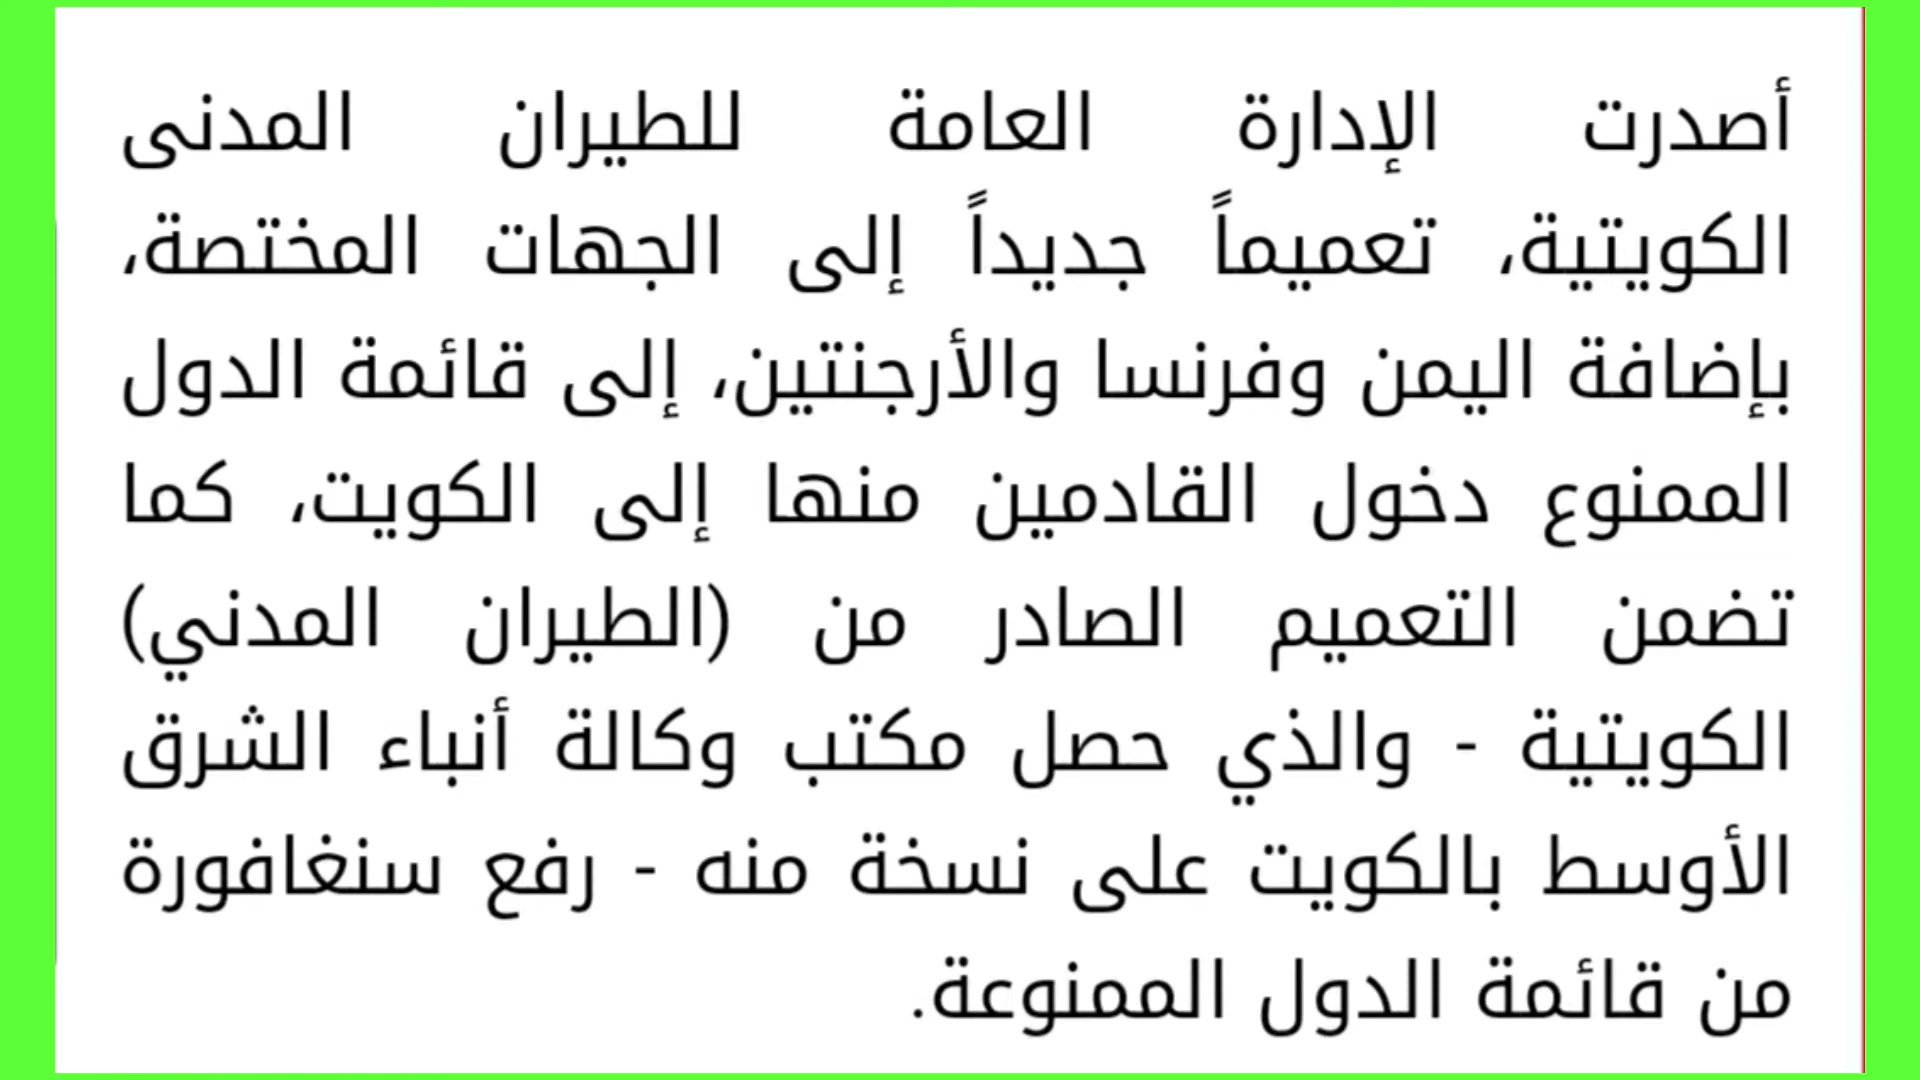 أصدرت الإدارة العامة للطيران المدنى
الكويتية، تعميماً جديداً إلى الجهات المختصة،
بإضافة اليمن وفرنسا والأرجنتين، إلى قائمة الدول
الممنوع دخول القادمين منها إلى الكويت، كما
تضمن التعميم الصادر من (الطيران المدني)
الكويتية - والذي حصل مكتب وكالة أنباء الشرق
الأوسط بالكويت على نسخة منه - رفع سنغافورة
من قائمة الدول الممنوعة.